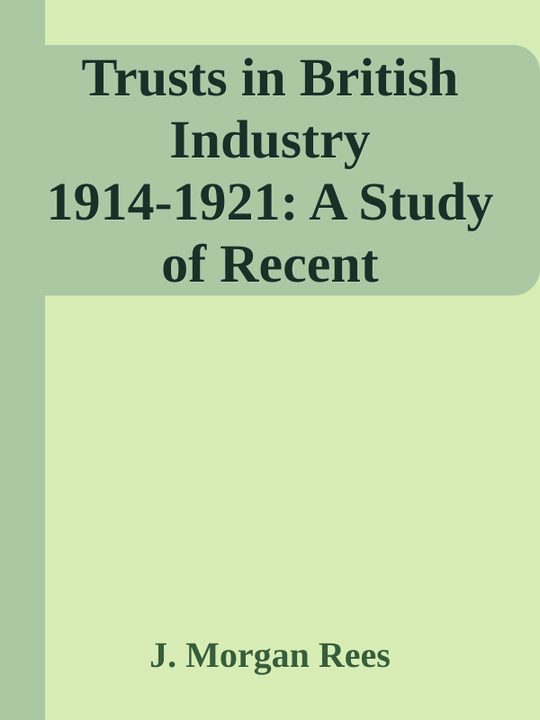 Trusts in British
Industry
1914-1921: A Study
of Recent
J. Morgan Rees